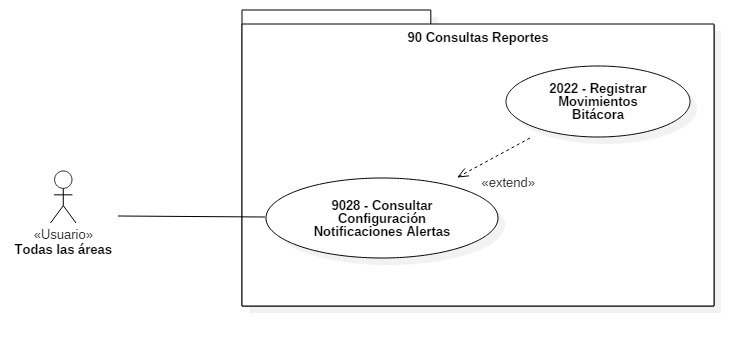 90 Consultas Reportes
2022 - Registrar
Movimientos
Bitácora
«extend»
9028 - Consultar
Configuración
Notificaciones Alertas
«Usuario»
Todas las áreas